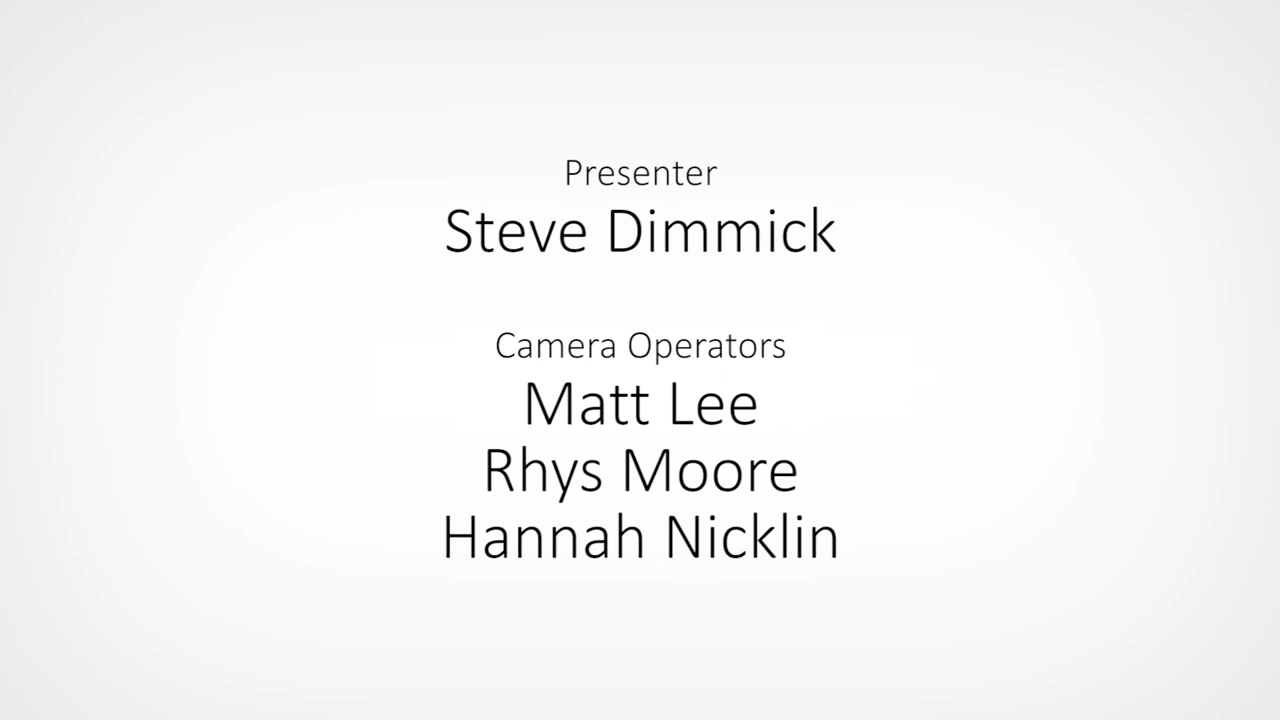 Presenter
Steve Dimmick
Camera Operators
Matt Lee
Rhys Moore
Hannah Nicklin